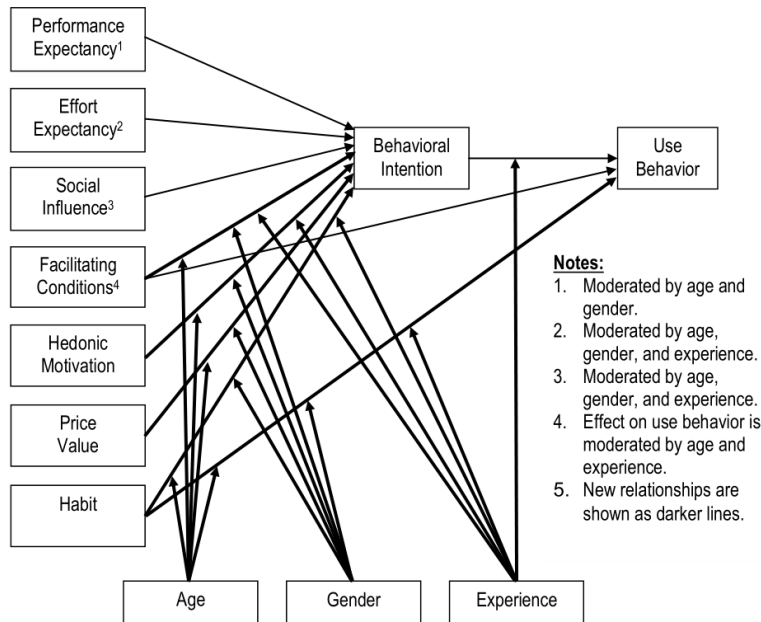 Performance
Expectancy1
Effort
Expectancy2
Social
Influence3
Facilitating
Conditions4
Hedonic
Motivation
Price
Value
Habit
Behavioral
Intention
Use
Behavior
Notes:
1. Moderated by age and
gender.
2. Moderated by age,
gender, and experience.
3. Moderated by age,
gender, and experience.
4. Effect on use behavior is
moderated by age and
experience.
5. New relationships are
shown as darker lines.
Age
Gender
Experience